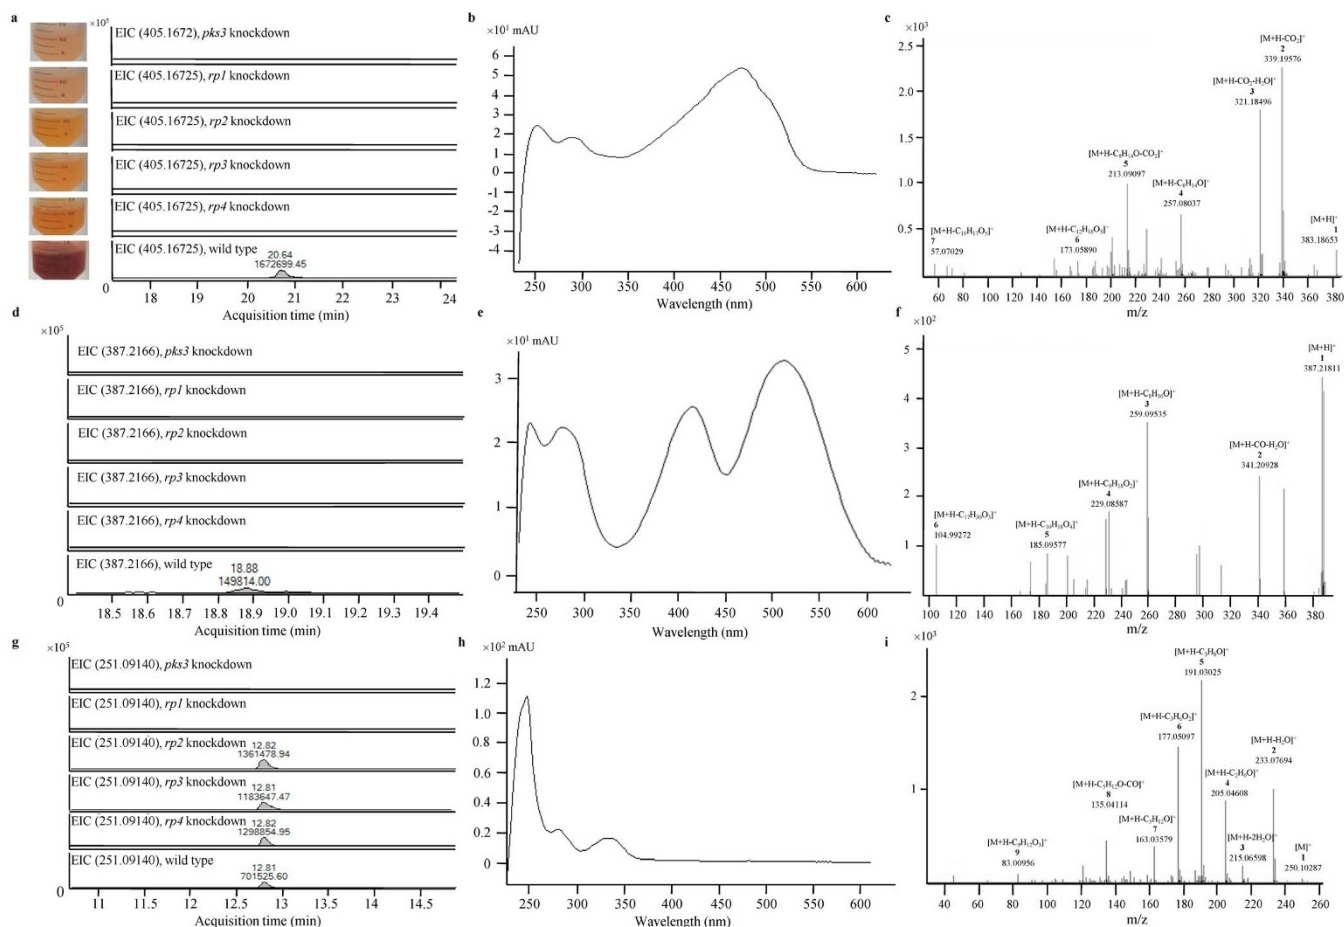 a
×10⁵
EIC (405.1672), pks3 knockdown
EIC (405.16725), rp1 knockdown
EIC (405.16725), rp2 knockdown
EIC (405.16725), rp3 knockdown
EIC (405.16725), rp4 knockdown
EIC (405.16725), wild type
20.64
1672699.45
0
18 19 20 21 22 23 24
Acquisition time (min)
b
×10¹ mAU
6
5
4
3
2
1
0
-1
-2
-3
-4
250 300 350 400 450 500 550 600
Wavelength (nm)
c
×10³
2.5
2.0
1.5
1.0
0.5
[M+H-CO₂]⁺
2
339.19576
[M+H-CO₂-H₂O]⁺
3
321.18496
[M+H-C₈H₁₄O-CO₂]⁺
5
213.09097
[M+H-C₈H₁₄O]⁺
4
257.08037
[M+H]⁺
1
383.18653
6
173.05890
7
57.07029
60 80 100 120 140 160 180 200 220 240 260 280 300 320 340 360 380
m/z
d
×10⁵
EIC (387.2166), pks3 knockdown
EIC (387.2166), rp1 knockdown
EIC (387.2166), rp2 knockdown
EIC (387.2166), rp3 knockdown
EIC (387.2166), rp4 knockdown
EIC (387.2166), wild type
18.88
149814.00
0
18.5 18.6 18.7 18.8 18.9 19.0 19.1 19.2 19.3 19.4
Acquisition time (min)
e
×10¹ mAU
3
2
1
0
250 300 350 400 450 500 550 600
Wavelength (nm)
f
×10²
5
4
3
2
1
[M+H]⁺
1
387.21811
3
259.09535
[M+H-CO-H₂O]⁺
2
341.20928
[M+H-C₉H₁₈O₂]⁺
4
229.08587
6
104.99272
5
185.09577
100 120 140 160 180 200 220 240 260 280 300 320 340 360 380
m/z
g
×10⁵
EIC (251.09140), pks3 knockdown
EIC (251.09140), rp1 knockdown
EIC (251.09140), rp2 knockdown
12.82
1361478.94
EIC (251.09140), rp3 knockdown
12.81
1183647.47
EIC (251.09140), rp4 knockdown
12.82
1298854.95
EIC (251.09140), wild type
12.81
701525.60
0
11 11.5 12 12.5 13 13.5 14 14.5
Acquisition time (min)
h
×10² mAU
1.2
1.0
0.8
0.6
0.4
0.2
0
250 300 350 400 450 500 550 600
Wavelength (nm)
i
×10³
2
1
[M+H-C₃H₈O]⁺
5
191.03025
6
177.05097
[M+H-H₂O]⁺
2
233.07694
[M+H-C₂H₆O]⁺
4
205.04608
[M+H-C₅H₁₂O-CO]⁺
8
135.04114
[M+H-C₅H₁₂O]⁺
7
163.03579
[M+H-2H₂O]⁺
3
215.06598
[M]⁺
1
250.10287
9
83.00956
40 60 80 100 120 140 160 180 200 220 240 260
m/z